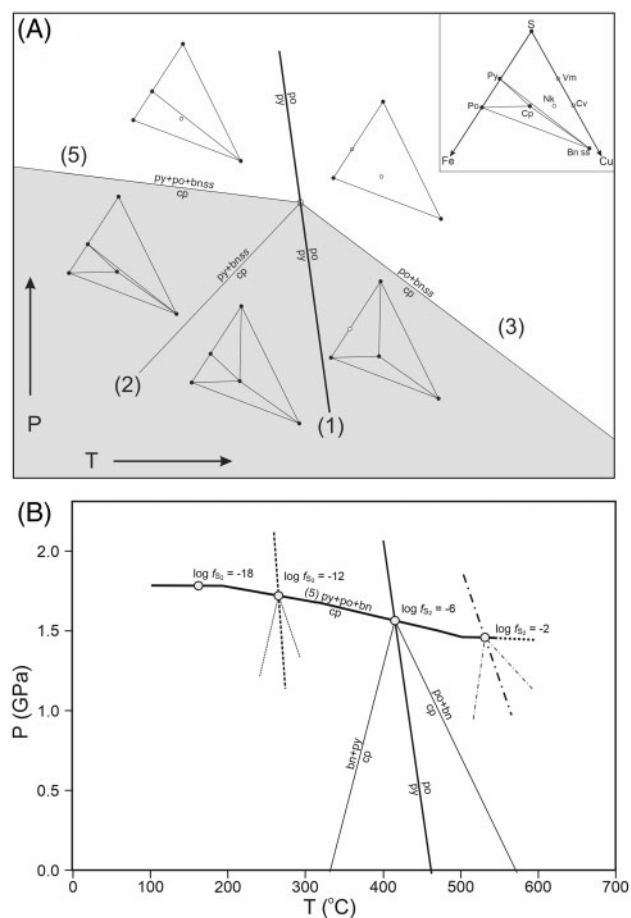 (A)
S
Py
Vm
Po
Nk
Cv
Cp
Bn ss
Fe
Cu
po
py
(5)
py+po+bnss
cp
po
py
py+bnss
cp
po+bnss
cp
(3)
(2)
(1)
P
T
(B)
P (GPa)
2.0
1.5
1.0
0.5
0.0
log fS2 = -18
log fS2 = -12
(5) py+po+bn
cp
log fS2 = -6
log fS2 = -2
bn+py
cp
po
py
po+bn
cp
0
100
200
300
400
500
600
700
T (°C)